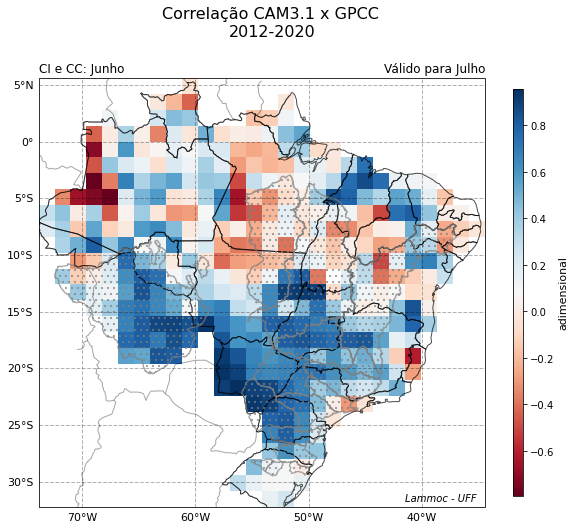 Correlação CAM3.1 x GPCC
2012-2020
CI e CC: Junho
Válido para Julho
5°N
0°
5°S
10°S
15°S
20°S
25°S
30°S
70°W
60°W
50°W
40°W
Lammoc - UFF
0.8
0.6
0.4
0.2
0.0
−0.2
−0.4
−0.6
adimensional